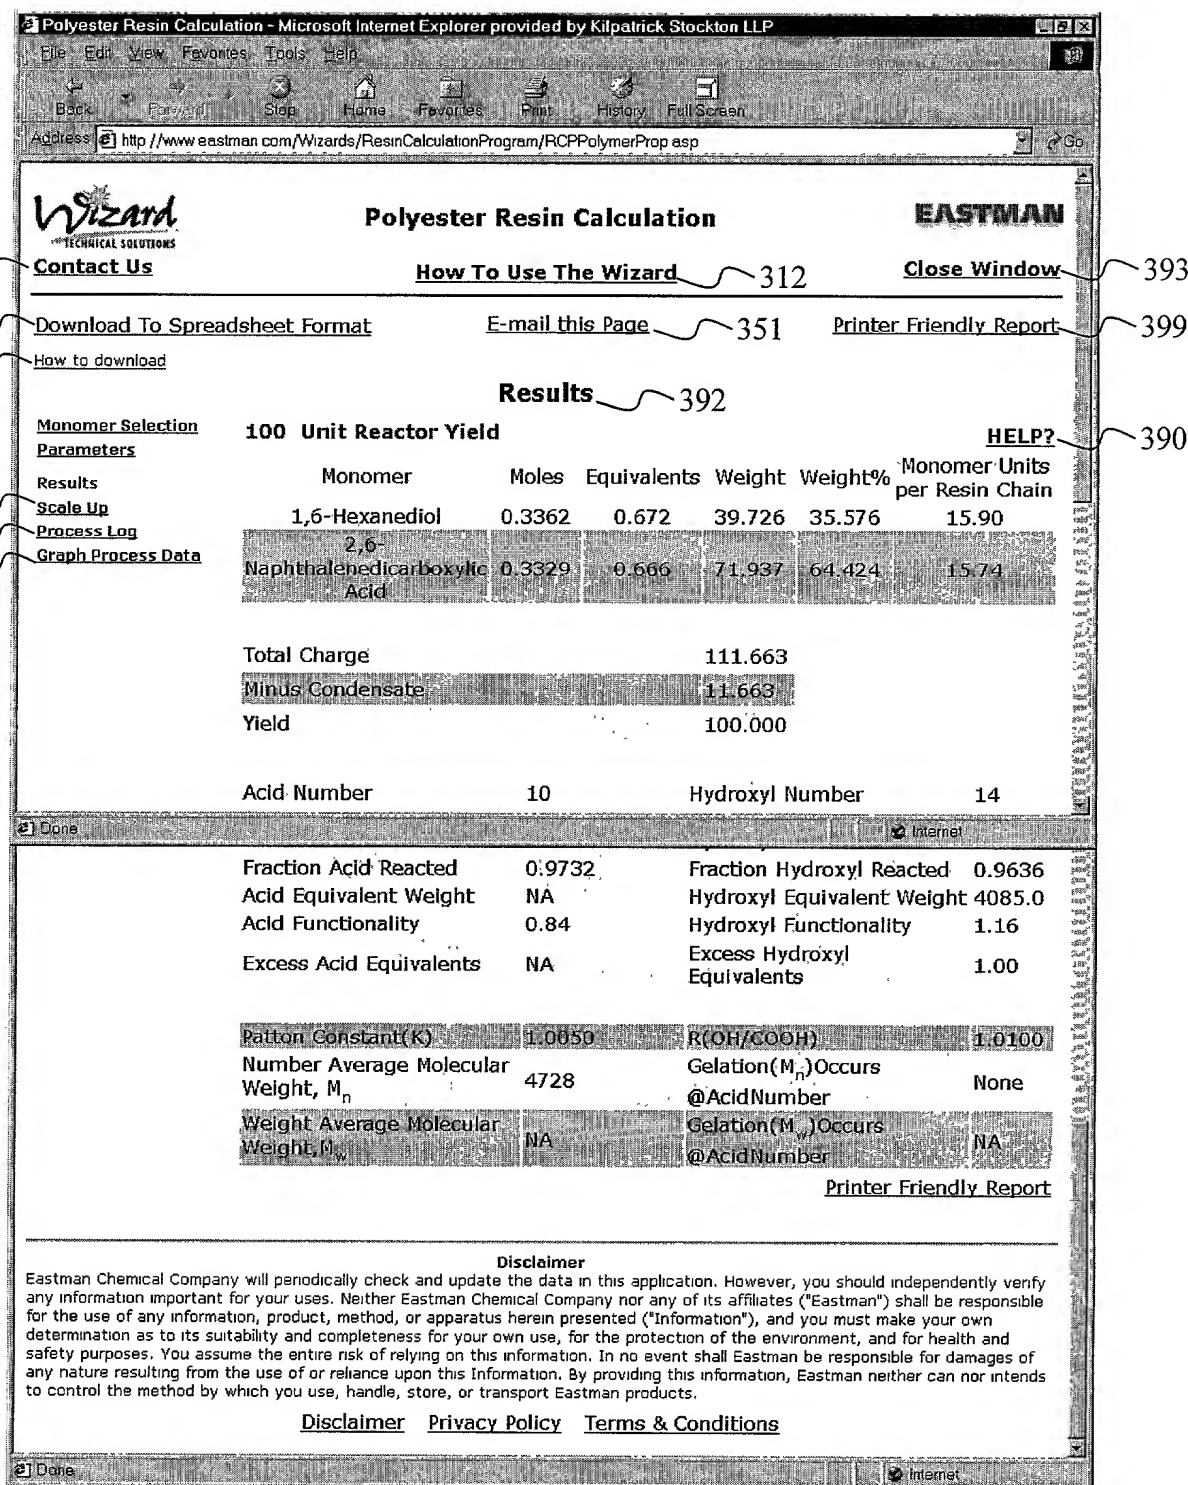 Polyester Resin Calculation - Microsoft Internet Explorer provided by Kilpatrick Stockton LLP
File Edit View Favorites Tools Help
Back Forward Stop Home Favorites Print History Full Screen
Address http //www eastman com/Wizards/ResinCalculationProgram/RCPPolymerProp asp Go
Wizard
TECHNICAL SOLUTIONS
Polyester Resin Calculation
EASTMAN
Contact Us How To Use The Wizard 312 Close Window 393
Download To Spreadsheet Format E-mail this Page 351 Printer Friendly Report 399
How to download
Results 392
Monomer Selection
Parameters
Results
Scale Up
Process Log
Graph Process Data
100 Unit Reactor Yield
HELP? 390
Monomer Moles Equivalents Weight Weight% Monomer Units per Resin Chain
1,6-Hexanediol 0.3362 0.672 39.726 35.576 15.90
2,6-
Naphthalenedicarboxylic 0.3329 0.666 71.937 64.424 15.74
Acid
Total Charge 111.663
Minus Condensate 11.663
Yield 100.000
Acid Number 10 Hydroxyl Number 14
Done Internet
Fraction Acid Reacted 0.9732 Fraction Hydroxyl Reacted 0.9636
Acid Equivalent Weight NA Hydroxyl Equivalent Weight 4085.0
Acid Functionality 0.84 Hydroxyl Functionality 1.16
Excess Acid Equivalents NA Excess Hydroxyl Equivalents 1.00
Patton Constant(K) 1.0050 R(OH/COOH) 1.0100
Number Average Molecular Weight, Mn 4728 Gelation(Mn)Occurs @AcidNumber None
Weight Average Molecular Weight,Mw NA Gelation(Mw)Occurs @AcidNumber NA
Printer Friendly Report
Disclaimer
Eastman Chemical Company will periodically check and update the data in this application. However, you should independently verify
any information important for your uses. Neither Eastman Chemical Company nor any of its affiliates ("Eastman") shall be responsible
for the use of any information, product, method, or apparatus herein presented ("Information"), and you must make your own
determination as to its suitability and completeness for your own use, for the protection of the environment, and for health and
safety purposes. You assume the entire risk of relying on this information. In no event shall Eastman be responsible for damages of
any nature resulting from the use of or reliance upon this Information. By providing this information, Eastman neither can nor intends
to control the method by which you use, handle, store, or transport Eastman products.
Disclaimer Privacy Policy Terms & Conditions
Done Internet